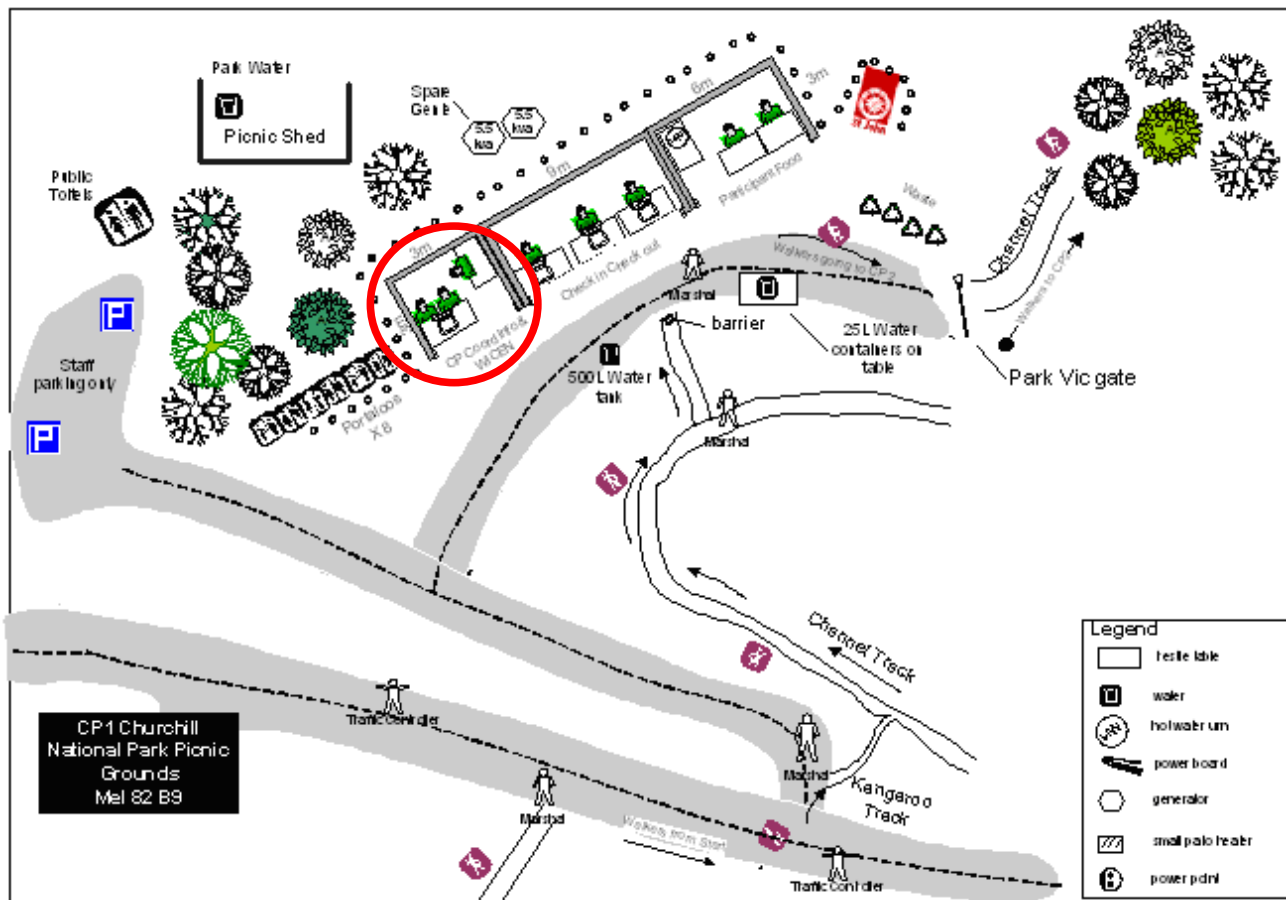 Park Water
Picnic Shed
Public
Toilets
Spare
Genie
5.5
kva
5.5
kva
3m
9m
6m
3m
St John
Participant Food
Check in Check out
CP Coord Info &
WICEN
Portaloos
X 8
P
P
Staff
parking only
Waste
Walkers going to CP2
Marshal
barrier
25 L Water
containers on
table
500 L Water
tank
Marshal
Channel Track
Walkers to CP2
Park Vic gate
Channel Track
Kangaroo
Track
Marshal
Traffic Controller
Marshal
Walkers from Start
Traffic Controller
CP1 Churchill
National Park Picnic
Grounds
Mel 82 B9
Legend
trestle table
water
hot water urn
power board
generator
small patio heater
power point